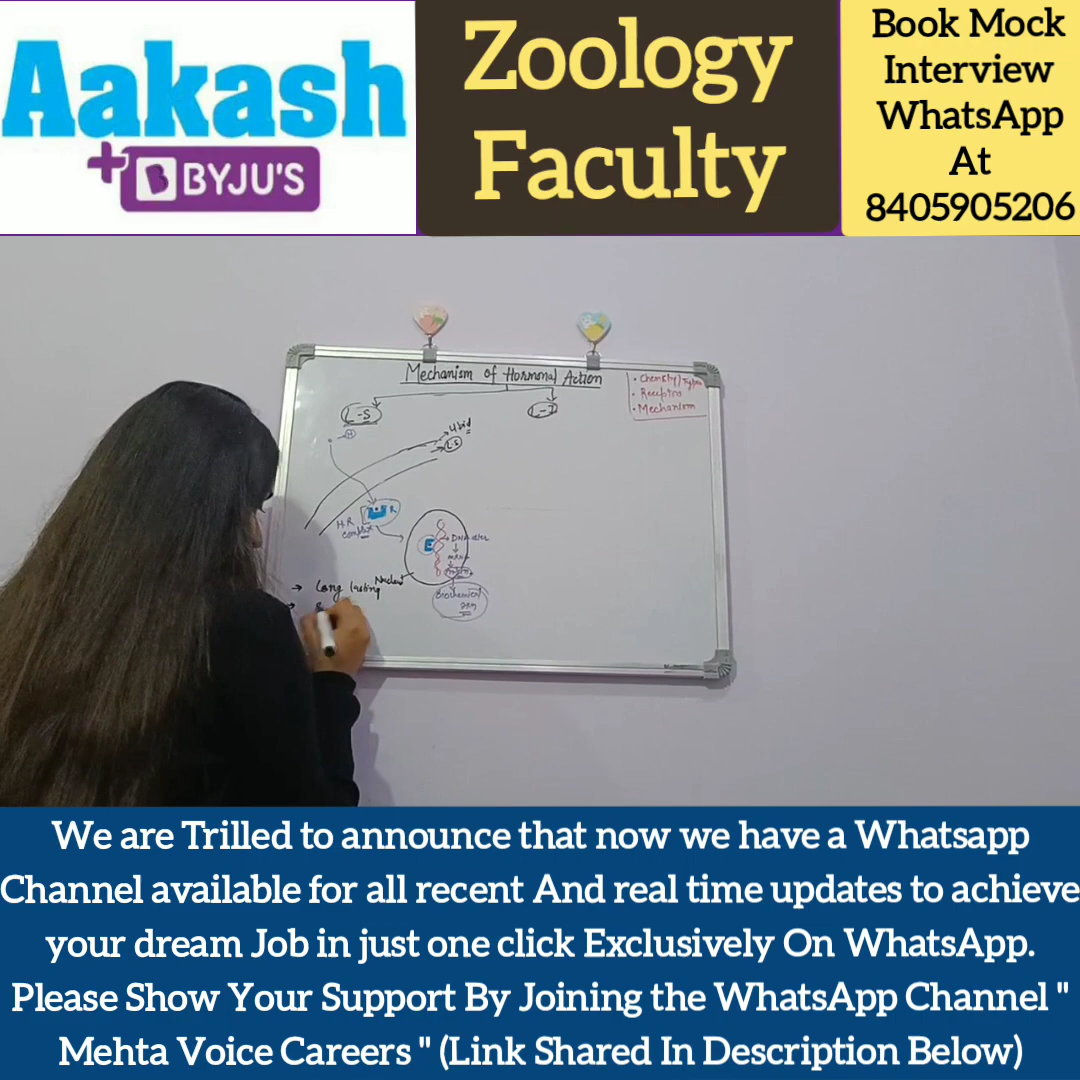 Aakash
+ BYJU'S
Zoology
Faculty
Book Mock
Interview
WhatsApp
At
8405905206
Mechanism of Hormonal Action
• Chemistry/Types
• Receptors
• Mechanism
L-S
L-I
H
L.S
R
H-R
complex
DNA
mRNA
Nucleus
→ Long lasting
Biochemical
We are Trilled to announce that now we have a Whatsapp
Channel available for all recent And real time updates to achieve
your dream Job in just one click Exclusively On WhatsApp.
Please Show Your Support By Joining the WhatsApp Channel "
Mehta Voice Careers " (Link Shared In Description Below)